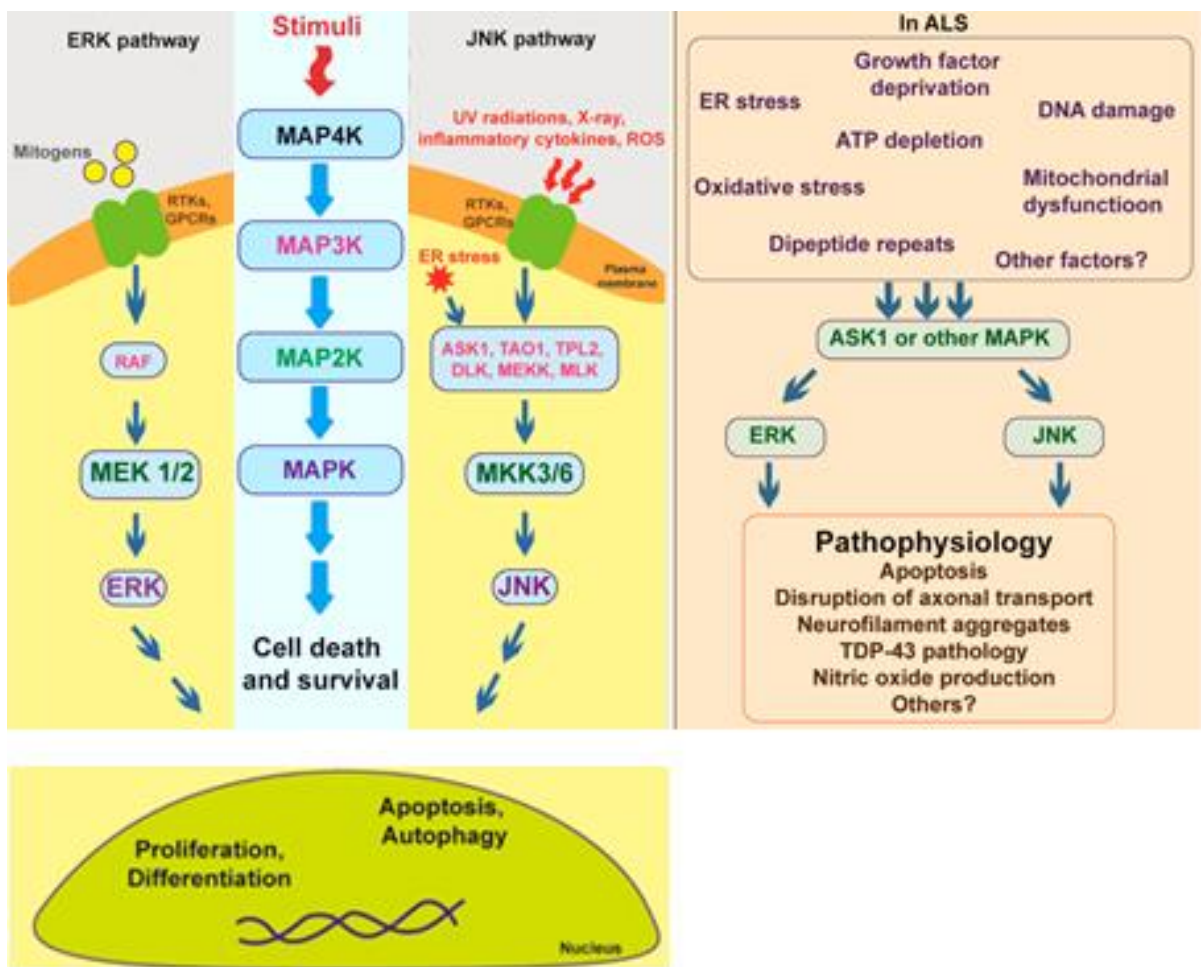 ERK pathway
Mitogens
RTKs,
GPCRs
RAF
MEK 1/2
ERK
Stimuli
MAP4K
MAP3K
MAP2K
MAPK
Cell death
and survival
JNK pathway
UV radiations, X-ray,
inflammatory cytokines, ROS
RTKs,
GPCRs
ER stress
Plasma
membrane
ASK1, TAO1, TPL2,
DLK, MEKK, MLK
MKK3/6
JNK
In ALS
Growth factor
deprivation
ER stress
DNA damage
ATP depletion
Oxidative stress
Mitochondrial
dysfunctioon
Dipeptide repeats
Other factors?
ASK1 or other MAPK
ERK
JNK
Pathophysiology
Apoptosis
Disruption of axonal transport
Neurofilament aggregates
TDP-43 pathology
Nitric oxide production
Others?
Proliferation,
Differentiation
Apoptosis,
Autophagy
Nucleus